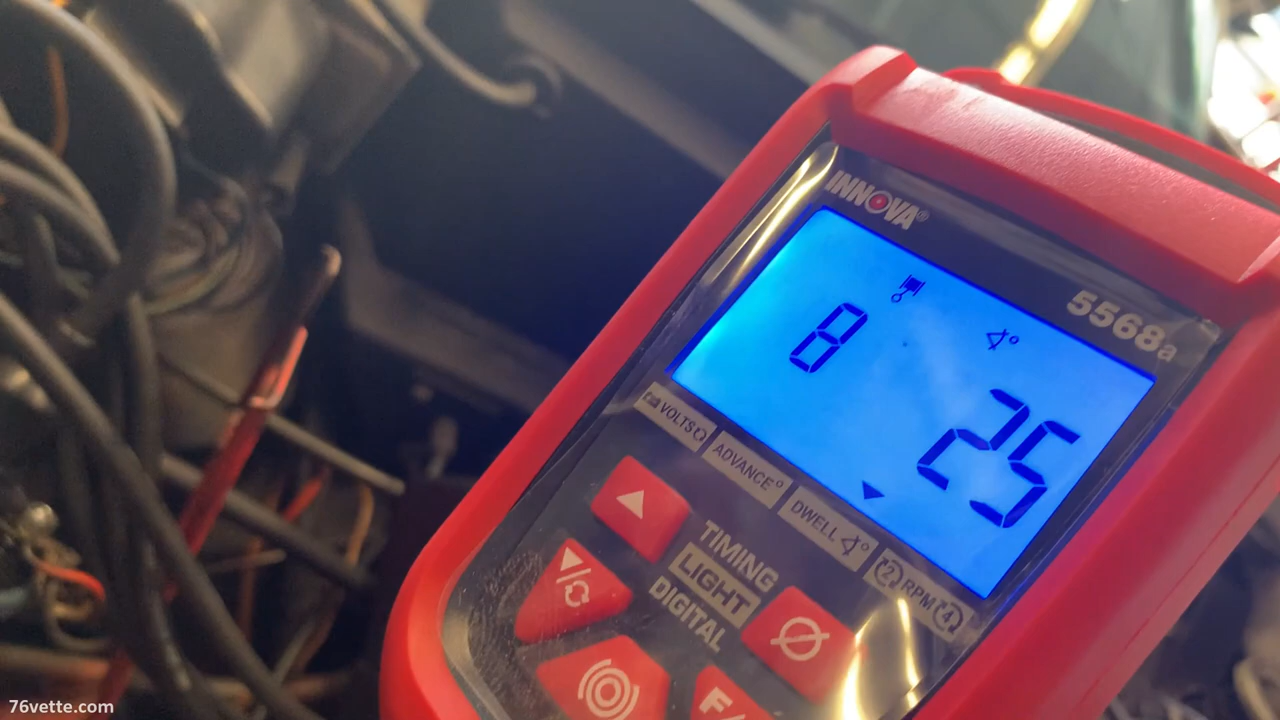 INNOVA®
5568a
8
25
VOLTS
ADVANCE°
DWELL
2 RPM 4
TIMING
LIGHT
DIGITAL
76vette.com